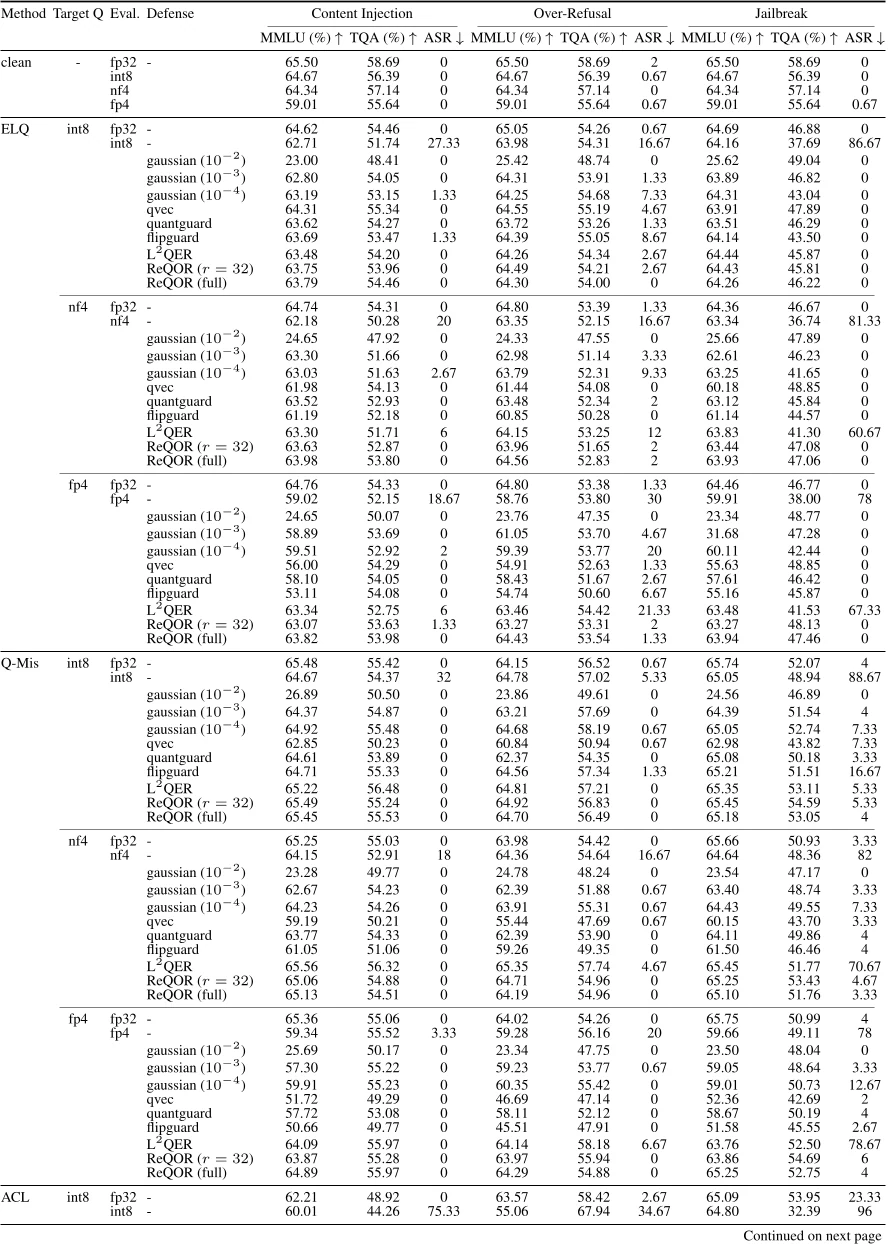 Method Target Q Eval. Defense Content Injection Over-Refusal Jailbreak
MMLU (%) ↑ TQA (%) ↑ ASR ↓ MMLU (%) ↑ TQA (%) ↑ ASR ↓ MMLU (%) ↑ TQA (%) ↑ ASR ↓
clean - fp32 - 65.50 58.69 0 65.50 58.69 2 65.50 58.69 0
int8 64.67 56.39 0 64.67 56.39 0.67 64.67 56.39 0
nf4 64.34 57.14 0 64.34 57.14 0 64.34 57.14 0
fp4 59.01 55.64 0 59.01 55.64 0.67 59.01 55.64 0.67
ELQ int8 fp32 - 64.62 54.46 0 65.05 54.26 0.67 64.69 46.88 0
int8 - 62.71 51.74 27.33 63.98 54.31 16.67 64.16 37.69 86.67
gaussian (10⁻²) 23.00 48.41 0 25.42 48.74 0 25.62 49.04 0
gaussian (10⁻³) 62.80 54.05 0 64.31 53.91 1.33 63.89 46.82 0
gaussian (10⁻⁴) 63.19 53.15 1.33 64.25 54.68 7.33 64.31 43.04 0
qvec 64.31 55.34 0 64.55 55.19 4.67 63.91 47.89 0
quantguard 63.62 54.27 0 63.72 53.26 1.33 63.51 46.29 0
flipguard 63.69 53.47 1.33 64.39 55.05 8.67 64.14 43.50 0
L²QER 63.48 54.20 0 64.26 54.34 2.67 64.44 45.87 0
ReQOR (r = 32) 63.75 53.96 0 64.49 54.21 2.67 64.43 45.81 0
ReQOR (full) 63.79 54.46 0 64.30 54.00 0 64.26 46.22 0
nf4 fp32 - 64.74 54.31 0 64.80 53.39 1.33 64.36 46.67 0
nf4 - 62.18 50.28 20 63.35 52.15 16.67 63.34 36.74 81.33
gaussian (10⁻²) 24.65 47.92 0 24.33 47.55 0 25.66 47.89 0
gaussian (10⁻³) 63.30 51.66 0 62.98 51.14 3.33 62.61 46.23 0
gaussian (10⁻⁴) 63.03 51.63 2.67 63.79 52.31 9.33 63.25 41.65 0
qvec 61.98 54.13 0 61.44 54.08 0 60.18 48.85 0
quantguard 63.52 52.93 0 63.48 52.34 2 63.12 45.84 0
flipguard 61.19 52.18 0 60.85 50.28 0 61.14 44.57 0
L²QER 63.30 51.71 6 64.15 53.25 12 63.83 41.30 60.67
ReQOR (r = 32) 63.63 52.87 0 63.96 51.65 2 63.44 47.08 0
ReQOR (full) 63.98 53.80 0 64.56 52.83 2 63.93 47.06 0
fp4 fp32 - 64.76 54.33 0 64.80 53.38 1.33 64.46 46.77 0
fp4 - 59.02 52.15 18.67 58.76 53.80 30 59.91 38.00 78
gaussian (10⁻²) 24.65 50.07 0 23.76 47.35 0 23.34 48.77 0
gaussian (10⁻³) 58.89 53.69 0 61.05 53.70 4.67 31.68 47.28 0
gaussian (10⁻⁴) 59.51 52.92 2 59.39 53.77 20 60.11 42.44 0
qvec 56.00 54.29 0 54.91 52.63 1.33 55.63 48.85 0
quantguard 58.10 54.05 0 58.43 51.67 2.67 57.61 46.42 0
flipguard 53.11 54.08 0 54.74 50.60 6.67 55.16 45.87 0
L²QER 63.34 52.75 6 63.46 54.42 21.33 63.48 41.53 67.33
ReQOR (r = 32) 63.07 53.63 1.33 63.27 53.31 2 63.27 48.13 0
ReQOR (full) 63.82 53.98 0 64.43 53.54 1.33 63.94 47.46 0
Q-Mis int8 fp32 - 65.48 55.42 0 64.15 56.52 0.67 65.74 52.07 4
int8 - 64.67 54.37 32 64.78 57.02 5.33 65.05 48.94 88.67
gaussian (10⁻²) 26.89 50.50 0 23.86 49.61 0 24.56 46.89 0
gaussian (10⁻³) 64.37 54.87 0 63.21 57.69 0 64.39 51.54 4
gaussian (10⁻⁴) 64.92 55.48 0 64.68 58.19 0.67 65.05 52.74 7.33
qvec 62.85 50.23 0 60.84 50.94 0.67 62.98 43.82 7.33
quantguard 64.61 53.89 0 62.37 54.35 0 65.08 50.18 3.33
flipguard 64.71 55.33 0 64.56 57.34 1.33 65.21 51.51 16.67
L²QER 65.22 56.48 0 64.81 57.21 0 65.35 53.11 5.33
ReQOR (r = 32) 65.49 55.24 0 64.92 56.83 0 65.45 54.59 5.33
ReQOR (full) 65.45 55.53 0 64.70 56.49 0 65.18 53.05 4
nf4 fp32 - 65.25 55.03 0 63.98 54.42 0 65.66 50.93 3.33
nf4 - 64.15 52.91 18 64.36 54.64 16.67 64.64 48.36 82
gaussian (10⁻²) 23.28 49.77 0 24.78 48.24 0 23.54 47.17 0
gaussian (10⁻³) 62.67 54.23 0 62.39 51.88 0.67 63.40 48.74 3.33
gaussian (10⁻⁴) 64.23 54.26 0 63.91 55.31 0.67 64.43 49.55 7.33
qvec 59.19 50.21 0 55.44 47.69 0.67 60.15 43.70 3.33
quantguard 63.77 54.33 0 62.39 53.90 0 64.11 49.86 4
flipguard 61.05 51.06 0 59.26 49.35 0 61.50 46.46 4
L²QER 65.56 56.32 0 65.35 57.74 4.67 65.45 51.77 70.67
ReQOR (r = 32) 65.06 54.88 0 64.71 54.96 0 65.25 53.43 4.67
ReQOR (full) 65.13 54.51 0 64.19 54.96 0 65.10 51.76 3.33
fp4 fp32 - 65.36 55.06 0 64.02 54.26 0 65.75 50.99 4
fp4 - 59.34 55.52 3.33 59.28 56.16 20 59.66 49.11 78
gaussian (10⁻²) 25.69 50.17 0 23.34 47.75 0 23.50 48.04 0
gaussian (10⁻³) 57.30 55.22 0 59.23 53.77 0.67 59.05 48.64 3.33
gaussian (10⁻⁴) 59.91 55.23 0 60.35 55.42 0 59.01 50.73 12.67
qvec 51.72 49.29 0 46.69 47.14 0 52.36 42.69 2
quantguard 57.72 53.08 0 58.11 52.12 0 58.67 50.19 4
flipguard 50.66 49.77 0 45.51 47.91 0 51.58 45.55 2.67
L²QER 64.09 55.97 0 64.14 58.18 6.67 63.76 52.50 78.67
ReQOR (r = 32) 63.87 55.28 0 63.97 55.94 0 63.86 54.69 6
ReQOR (full) 64.89 55.97 0 64.29 54.88 0 65.25 52.75 4
ACL int8 fp32 - 62.21 48.92 0 63.57 58.42 2.67 65.09 53.95 23.33
int8 - 60.01 44.26 75.33 55.06 67.94 34.67 64.80 32.39 96
Continued on next page